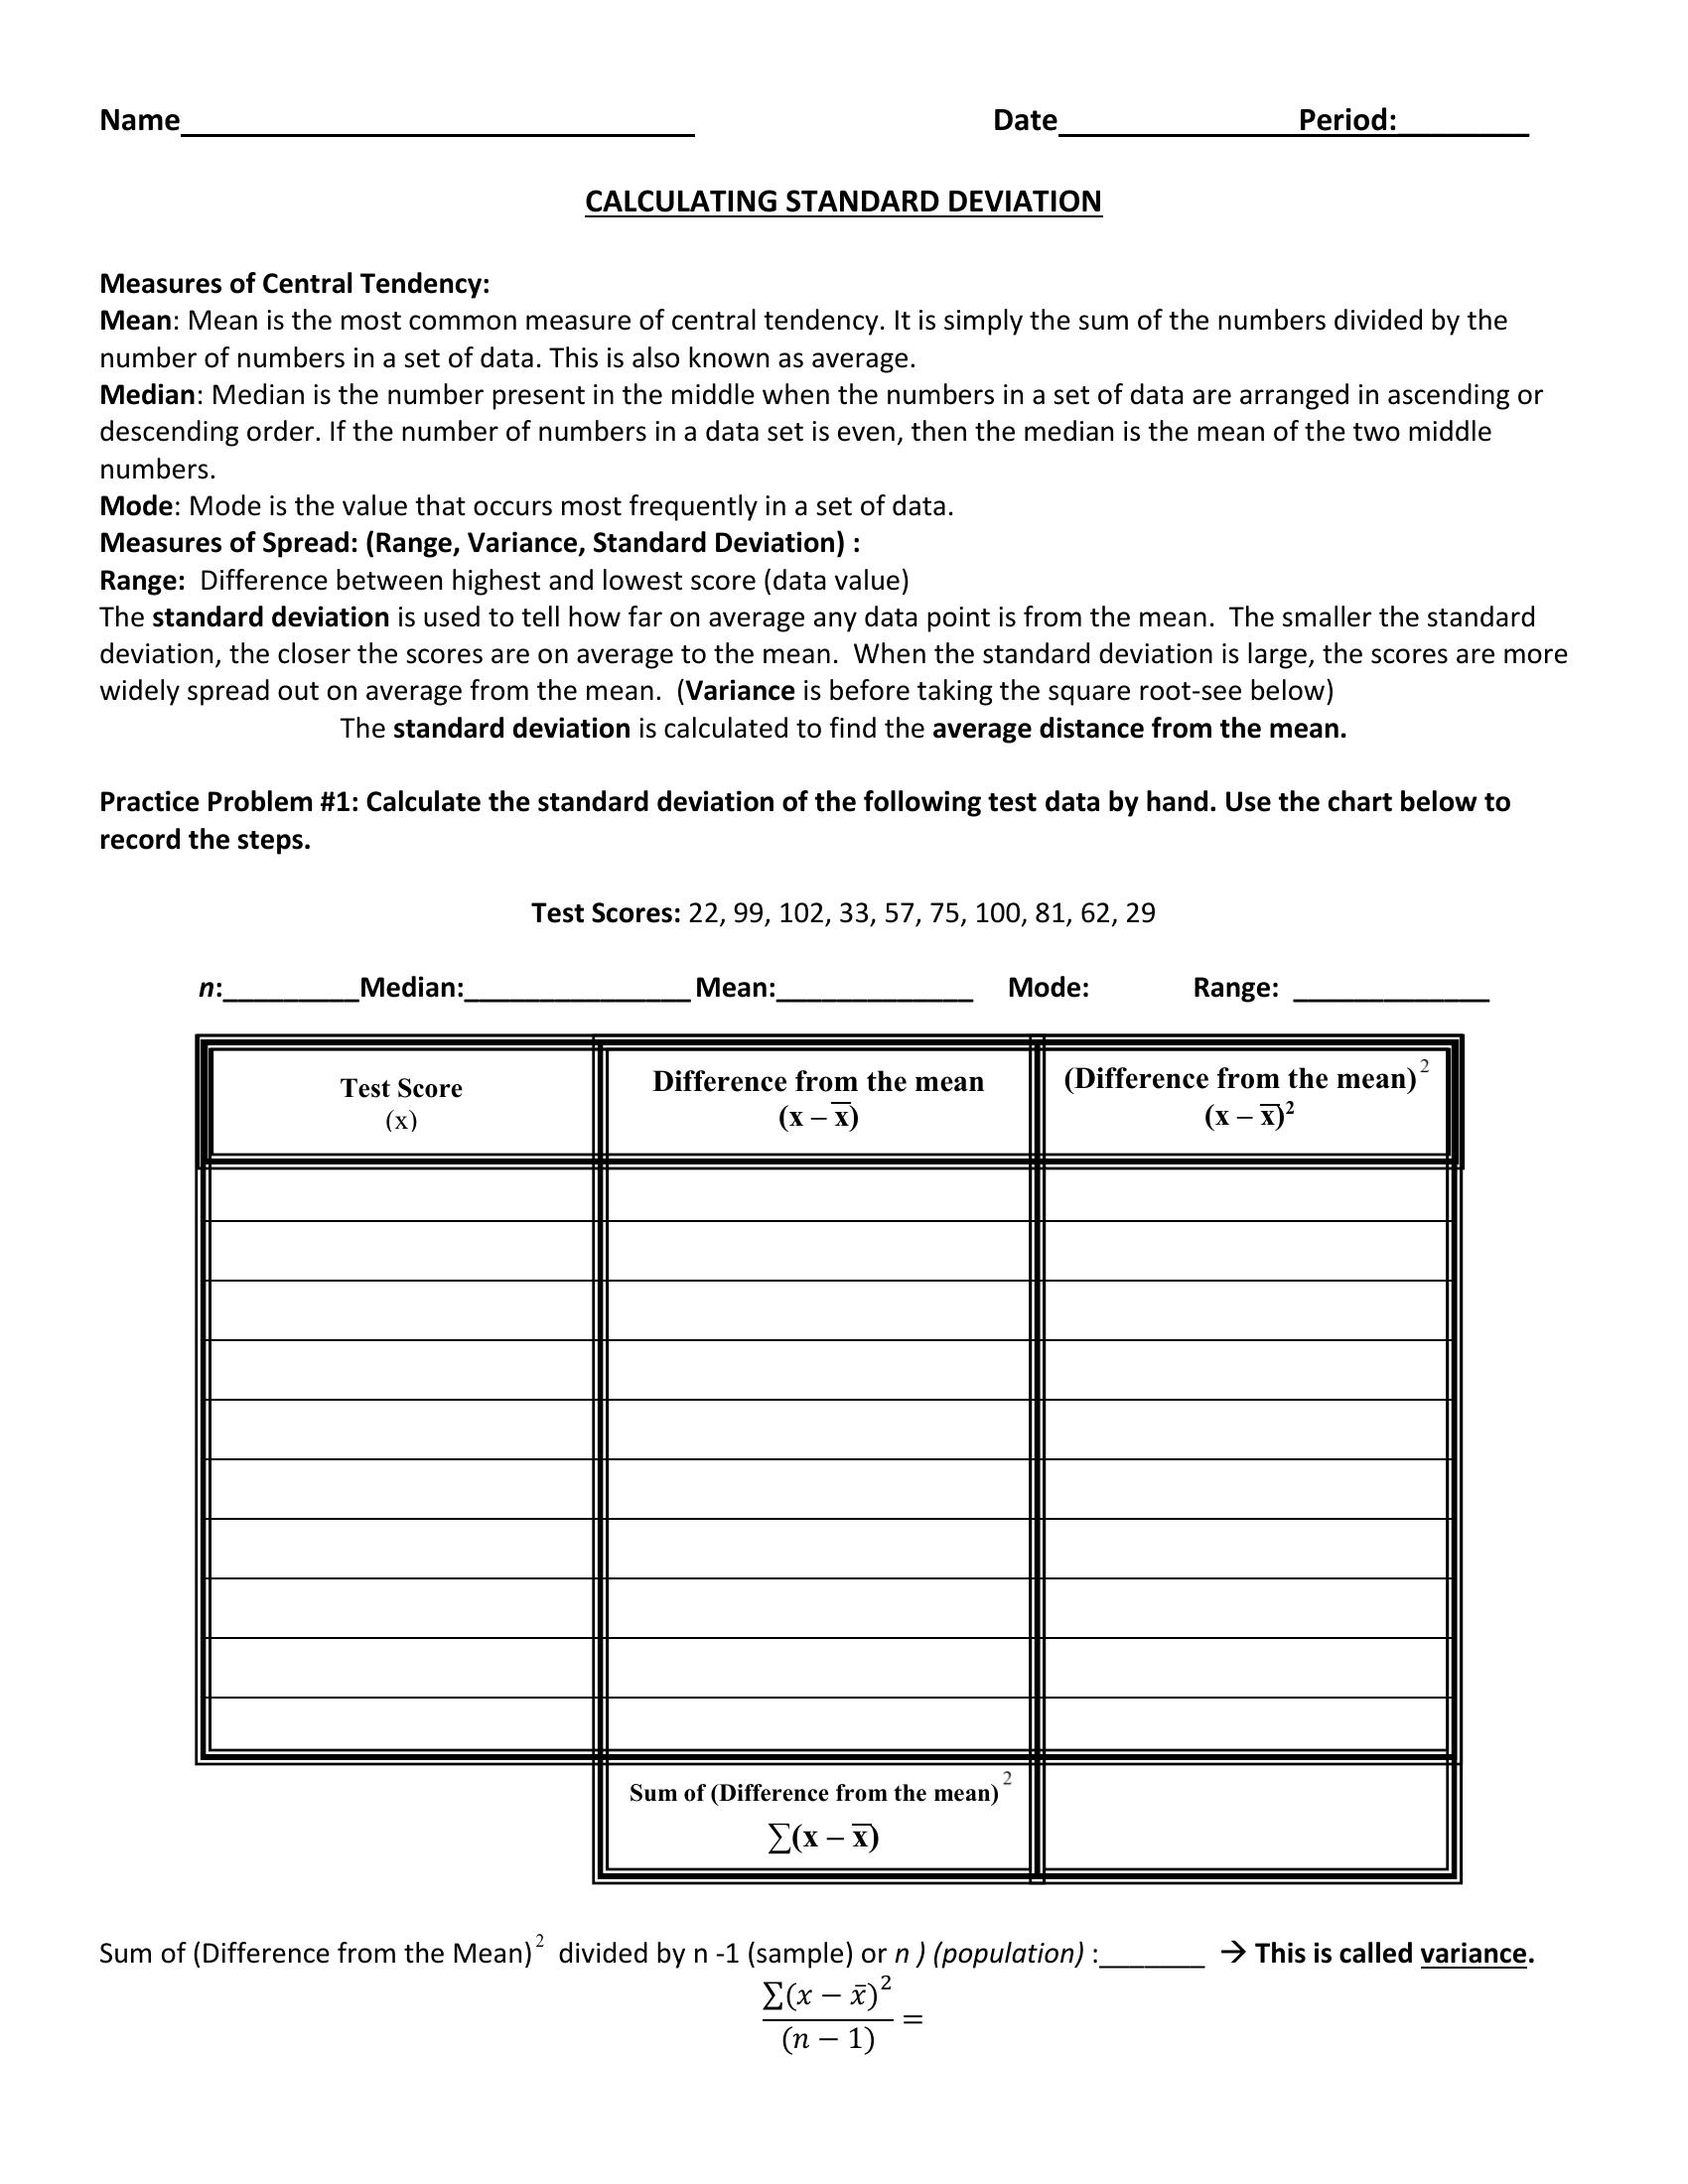 Name__________________ Date________Period:_________
CALCULATING STANDARD DEVIATION
Measures of Central Tendency:
Mean: Mean is the most common measure of central tendency. It is simply the sum of the numbers divided by the
number of numbers in a set of data. This is also known as average.
Median: Median is the number present in the middle when the numbers in a set of data are arranged in ascending or
descending order. If the number of numbers in a data set is even, then the median is the mean of the two middle
numbers.
Mode: Mode is the value that occurs most frequently in a set of data.
Measures of Spread: (Range, Variance, Standard Deviation) :
Range: Difference between highest and lowest score (data value)
The standard deviation is used to tell how far on average any data point is from the mean. The smaller the standard
deviation, the closer the scores are on average to the mean. When the standard deviation is large, the scores are more
widely spread out on average from the mean. (Variance is before taking the square root-see below)
The standard deviation is calculated to find the average distance from the mean.
Practice Problem #1: Calculate the standard deviation of the following test data by hand. Use the chart below to
record the steps.
Test Scores: 22, 99, 102, 33, 57, 75, 100, 81, 62, 29
n:_________Median:_______________ Mean:_____________ Mode: Range: _____________
Test Score
(x)
Difference from the mean
(x – x̅)
(Difference from the mean)²
(x – x̅)²
Sum of (Difference from the mean)²
∑(x – x̅)
Sum of (Difference from the Mean)² divided by n -1 (sample) or n ) (population) :_______ → This is called variance.
∑(x − x̄)²
(n − 1) =